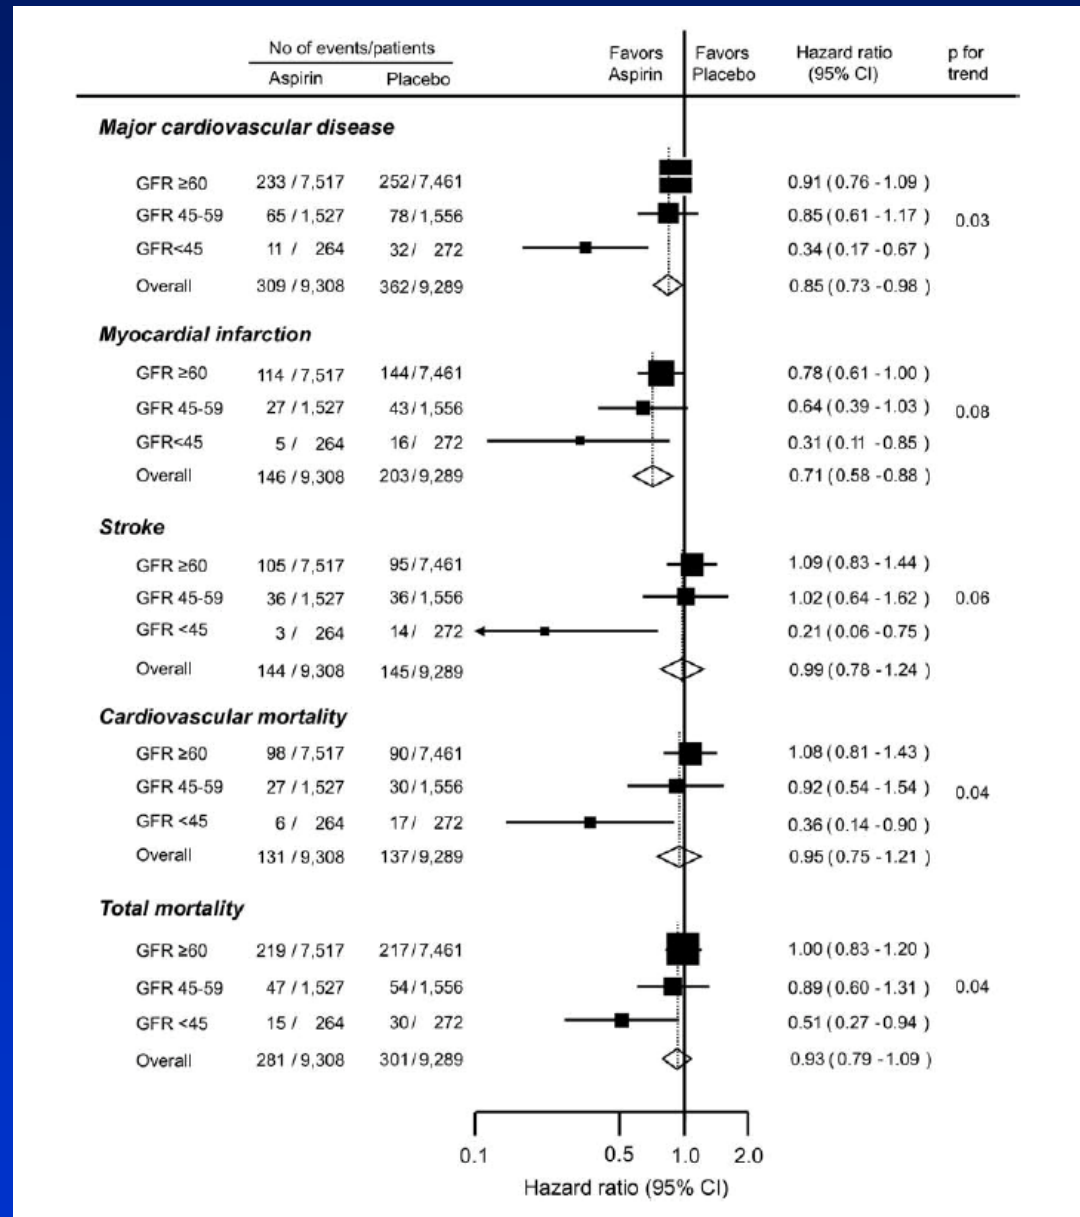 No of events/patients Favors Favors Hazard ratio p for
Aspirin Placebo Aspirin Placebo (95% CI) trend
Major cardiovascular disease
GFR ≥60 233 / 7,517 252/7,461 0.91 (0.76 -1.09 )
GFR 45-59 65 / 1,527 78/1,556 0.85 (0.61 -1.17 ) 0.03
GFR<45 11 / 264 32/ 272 0.34 (0.17 -0.67 )
Overall 309 / 9,308 362/9,289 0.85 (0.73 -0.98 )
Myocardial infarction
GFR ≥60 114 / 7,517 144/7,461 0.78 (0.61 -1.00 )
GFR 45-59 27 / 1,527 43/1,556 0.64 (0.39 -1.03 ) 0.08
GFR<45 5 / 264 16/ 272 0.31 (0.11 -0.85 )
Overall 146 / 9,308 203/9,289 0.71 (0.58 -0.88 )
Stroke
GFR ≥60 105 / 7,517 95/7,461 1.09 (0.83 -1.44 )
GFR 45-59 36 / 1,527 36/1,556 1.02 (0.64 -1.62 ) 0.06
GFR <45 3 / 264 14/ 272 0.21 (0.06 -0.75 )
Overall 144 / 9,308 145/9,289 0.99 (0.78 -1.24 )
Cardiovascular mortality
GFR ≥60 98 / 7,517 90/7,461 1.08 (0.81 -1.43 )
GFR 45-59 27 / 1,527 30/1,556 0.92 (0.54 -1.54 ) 0.04
GFR <45 6 / 264 17/ 272 0.36 (0.14 -0.90 )
Overall 131 / 9,308 137/9,289 0.95 (0.75 -1.21 )
Total mortality
GFR ≥60 219 / 7,517 217/7,461 1.00 (0.83 -1.20 )
GFR 45-59 47 / 1,527 54/1,556 0.89 (0.60 -1.31 ) 0.04
GFR <45 15 / 264 30/ 272 0.51 (0.27 -0.94 )
Overall 281 / 9,308 301/9,289 0.93 (0.79 -1.09 )
0.1 0.5 1.0 2.0
Hazard ratio (95% CI)